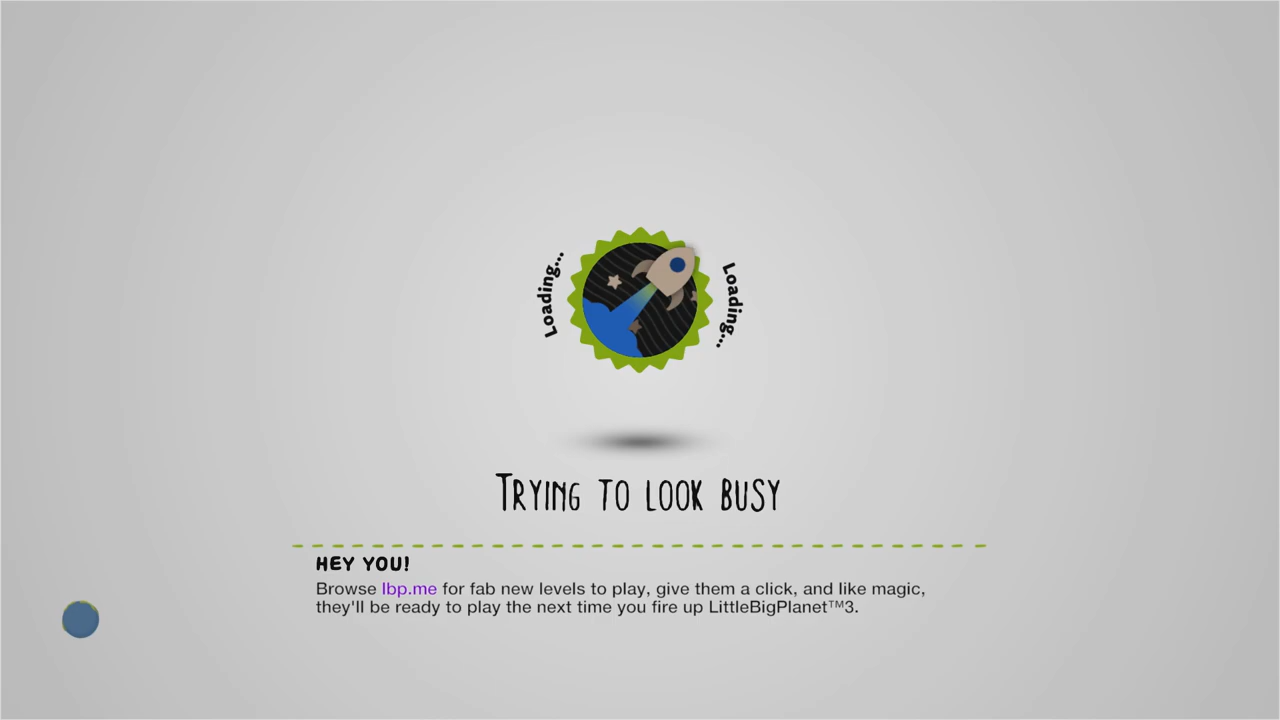 Loading...
Loading...
Trying to look busy
HEY YOU!
Browse lbp.me for fab new levels to play, give them a click, and like magic,
they'll be ready to play the next time you fire up LittleBigPlanet™3.